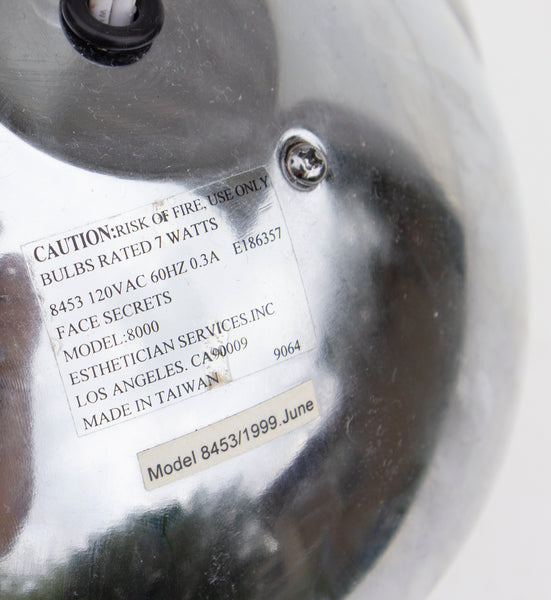 CAUTION:RISK OF FIRE, USE ONLY
BULBS RATED 7 WATTS
8453 120VAC 60HZ 0.3A E186357
FACE SECRETS
MODEL:8000
ESTHETICIAN SERVICES.INC
LOS ANGELES. CA90009
MADE IN TAIWAN 9064
Model 8453/1999.June